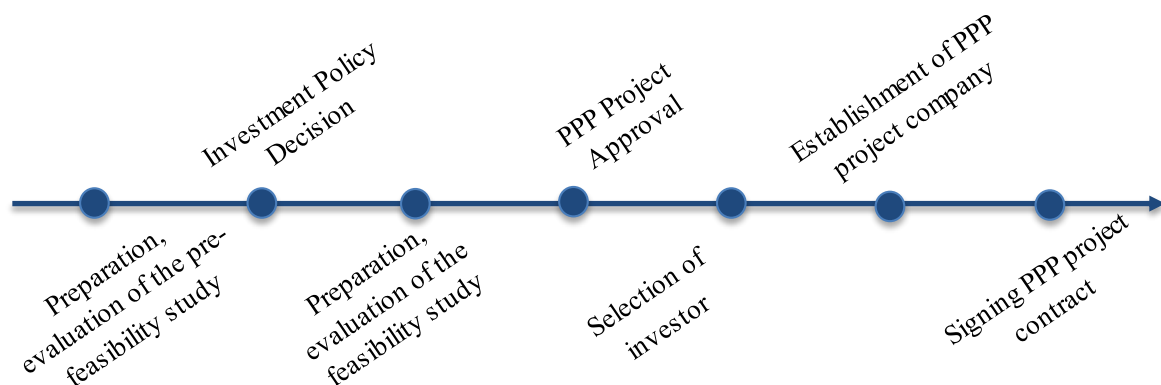 Preparation,
evaluation of the pre-
feasibility study
Investment Policy
Decision
Preparation,
evaluation of the
feasibility study
PPP Project
Approval
Selection of
investor
Establishment of PPP
project company
Signing PPP project
contract